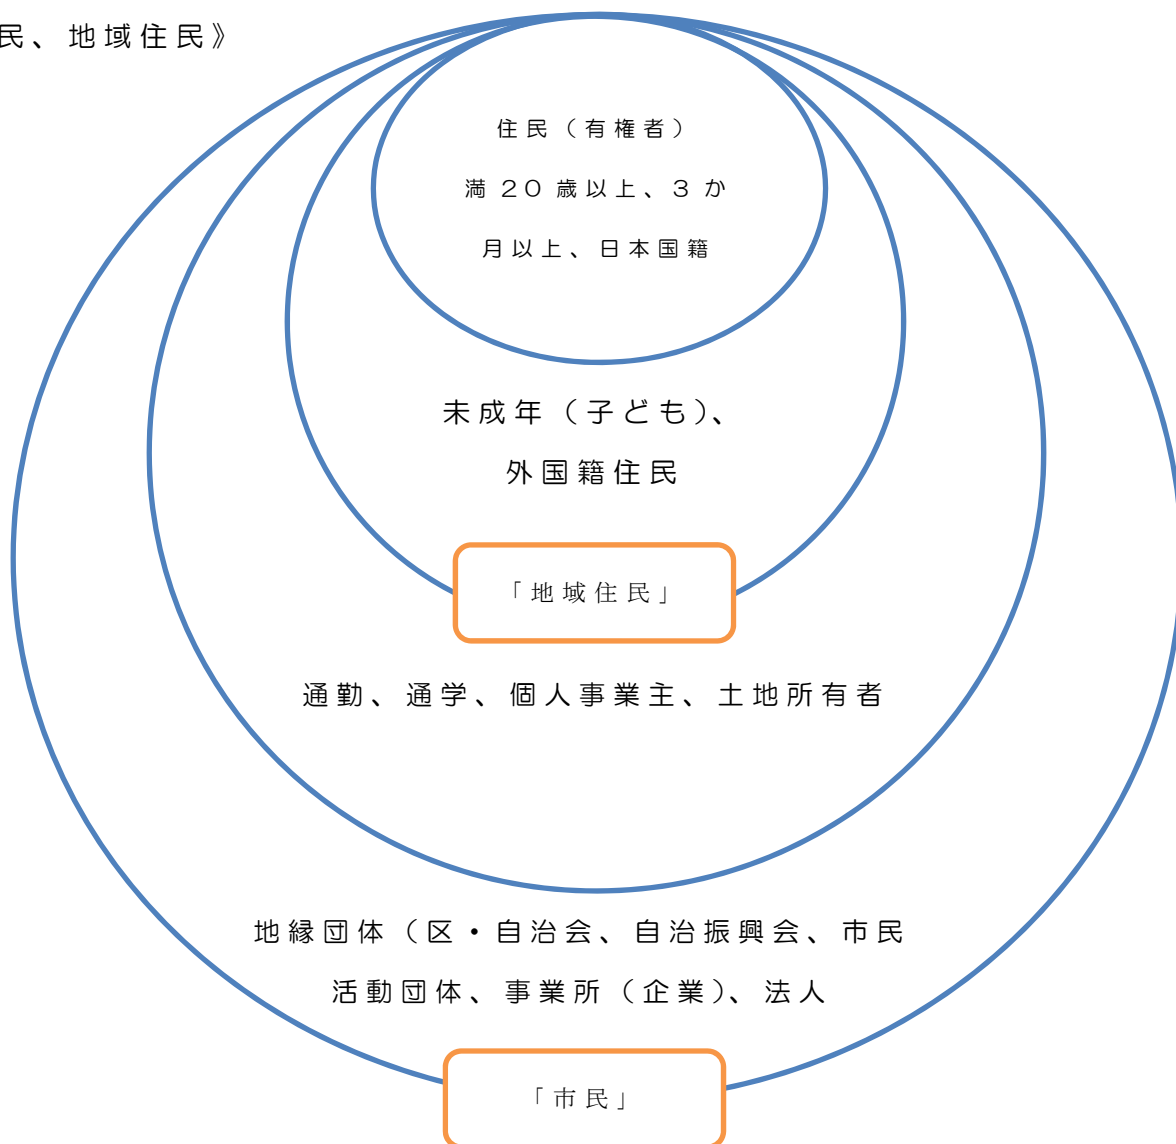 民、地域住民》
住民（有権者）
満 20 歳以上、3 か
月以上、日本国籍
未成年（子ども）、
外国籍住民
「地域住民」
通勤、通学、個人事業主、土地所有者
地縁団体（区・自治会、自治振興会、市民
活動団体、事業所（企業）、法人
「市民」